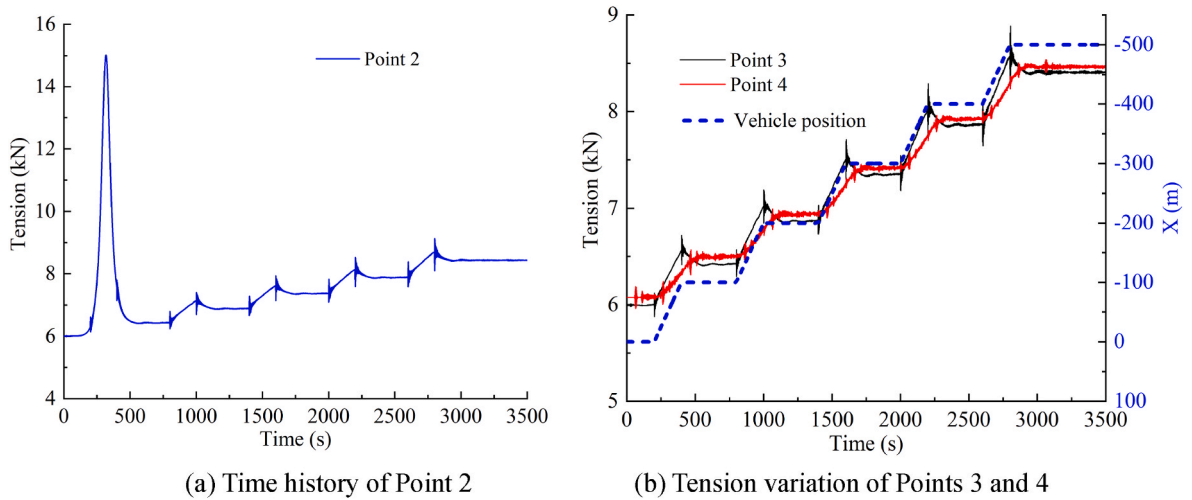 16
14
12
10
8
6
4
Tension (kN)
Point 2
0 500 1000 1500 2000 2500 3000 3500
Time (s)
(a) Time history of Point 2
9
8
7
6
5
Tension (kN)
Point 3
Point 4
Vehicle position
-500
-400
-300
-200
-100
0
100
X (m)
0 500 1000 1500 2000 2500 3000 3500
Time (s)
(b) Tension variation of Points 3 and 4